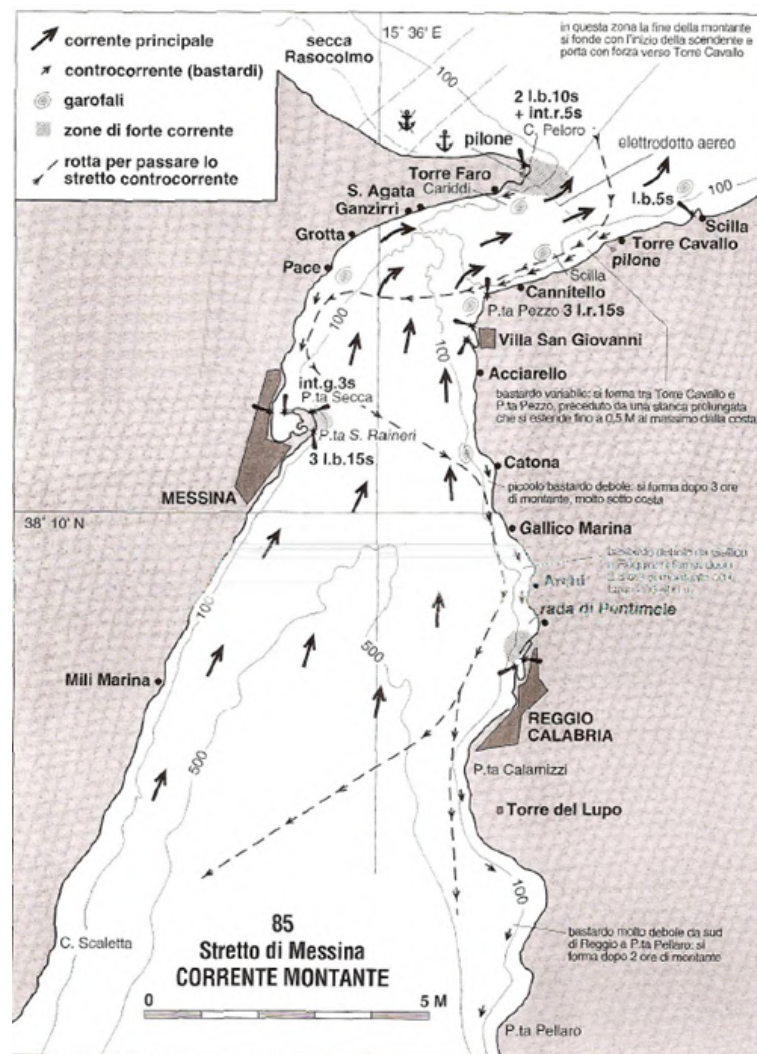 corrente principale
controcorrente (bastardi)
garofali
zone di forte corrente
rotta per passare lo
stretto controcorrente
secca
Rasocolmo
15° 36' E
in questa zona la fine della montante
si fonde con l'inizio della scendente e
porta con forza verso Torre Cavallo
100
2 l.b.10s
+ int.r.5s
C. Peloro
pilone
elettrodotto aereo
Torre Faro
Cariddi
l.b.5s
100
S. Agata
Ganzirri
Scilla
Grotta
Torre Cavallo
pilone
Pace
Scilla
Cannitello
P.ta Pezzo 3 l.r.15s
100
100
Villa San Giovanni
Acciarello
int.g.3s
P.ta Secca
bastardo variabile: si forma tra Torre Cavallo e
P.ta Pezzo, preceduto da una stanca prolungata
che si estende fino a 0,5 M al massimo dalla costa
P.ta S. Raineri
3 l.b.15s
Catona
MESSINA
piccolo bastardo debole: si forma dopo 3 ore
di montante, molto sotto costa
38° 10' N
Gallico Marina
bastardo debole da
100
rada di
500
Mili Marina
REGGIO
CALABRIA
500
P.ta Calamizzi
Torre del Lupo
100
85
Stretto di Messina
CORRENTE MONTANTE
C. Scaletta
bastardo molto debole da sud
di Reggio a P.ta Pellaro: si
forma dopo 2 ore di montante
0
5 M
P.ta Pellaro